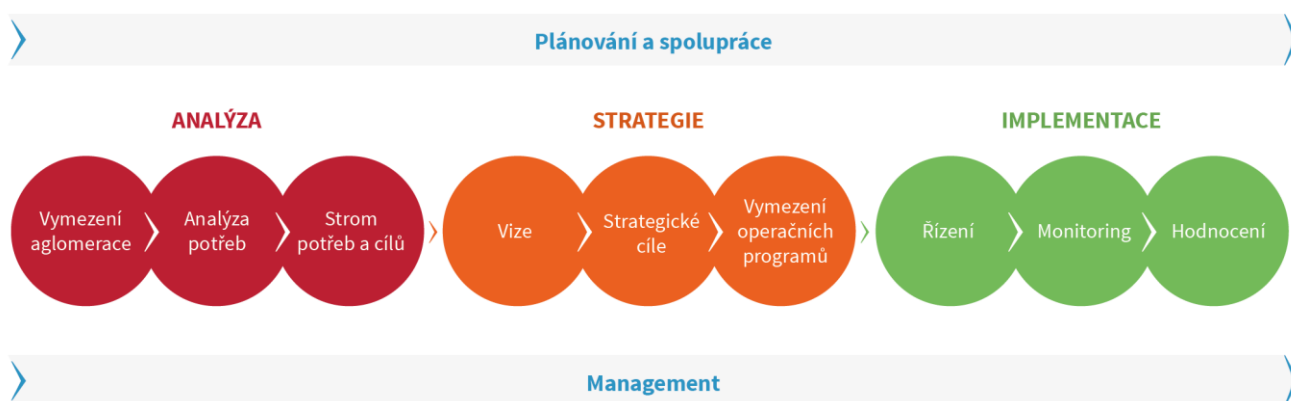 Plánování a spolupráce
ANALÝZA
STRATEGIE
IMPLEMENTACE
Vymezení
aglomerace
Analýza
potřeb
Strom
potřeb a cílů
Vize
Strategické
cíle
Vymezení
operačních
programů
Řízení
Monitoring
Hodnocení
Management